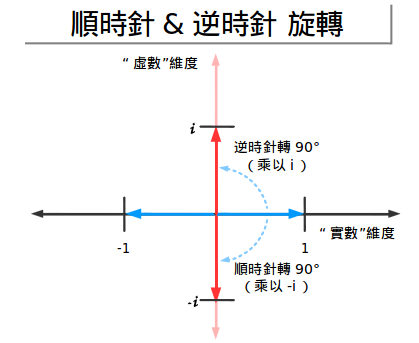 順時針 & 逆時針 旋轉
“ 虛數”維度
i
逆時針轉 90°
( 乘以 i )
“ 實數”維度
-1
1
順時針轉 90°
( 乘以 -i )
-i